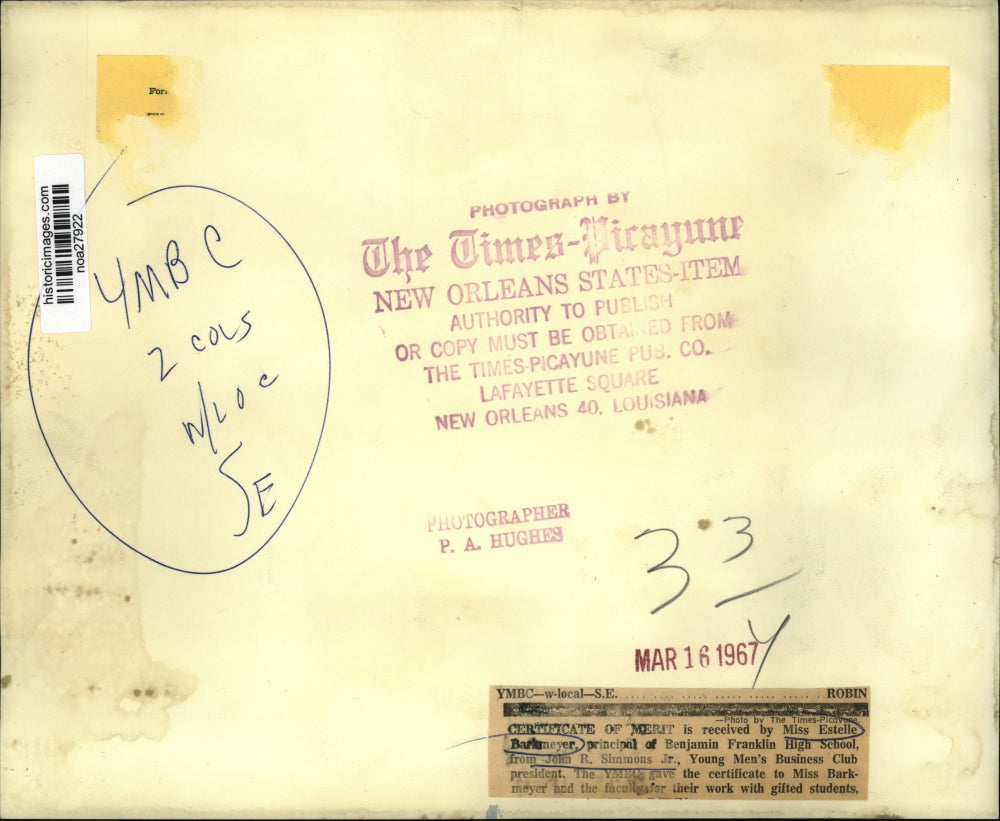 For
historicimages.com
noa27922
YMBC
2 cols
w/loc
SE
PHOTOGRAPH BY
The Times-Picayune
NEW ORLEANS STATES-ITEM
AUTHORITY TO PUBLISH
OR COPY MUST BE OBTAINED FROM
THE TIMES-PICAYUNE PUB. CO.
LAFAYETTE SQUARE
NEW ORLEANS 40, LOUISIANA
PHOTOGRAPHER
P. A. HUGHES
33
MAR 16 1967
YMBC—w-local—S.E. ROBIN
—Photo by The Times-Picayune.
CERTIFICATE OF MERIT is received by Miss Estelle
Barkmeyer, principal of Benjamin Franklin High School,
from John R. Simmons Jr., Young Men's Business Club
president. The YMBC gave the certificate to Miss Bark-
meyer and the faculty for their work with gifted students,